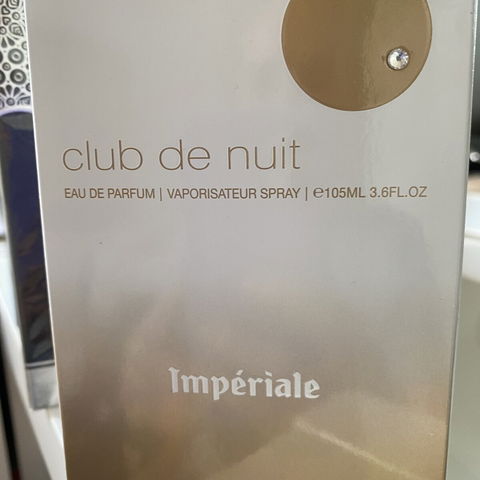 club de nuit
EAU DE PARFUM | VAPORISATEUR SPRAY | ℮105ML 3.6FL.OZ
Impériale